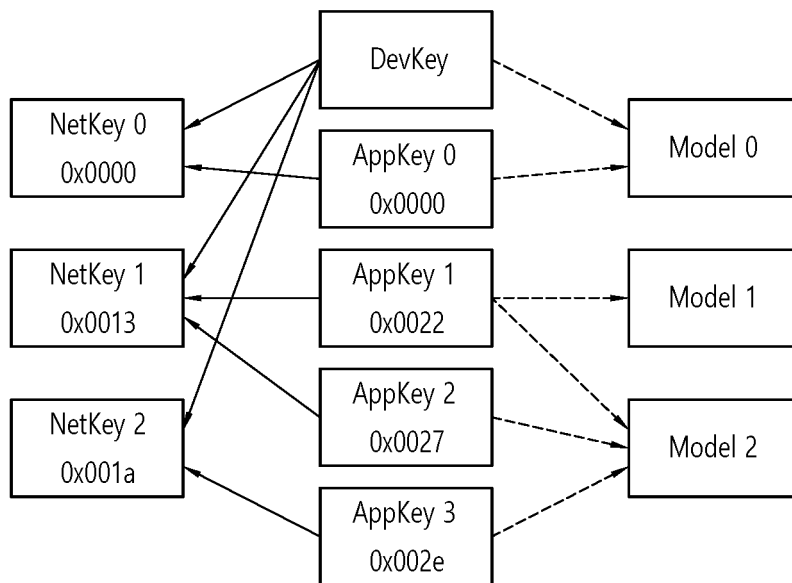 DevKey
NetKey 0
0x0000
AppKey 0
0x0000
Model 0
NetKey 1
0x0013
AppKey 1
0x0022
Model 1
AppKey 2
0x0027
NetKey 2
0x001a
Model 2
AppKey 3
0x002e